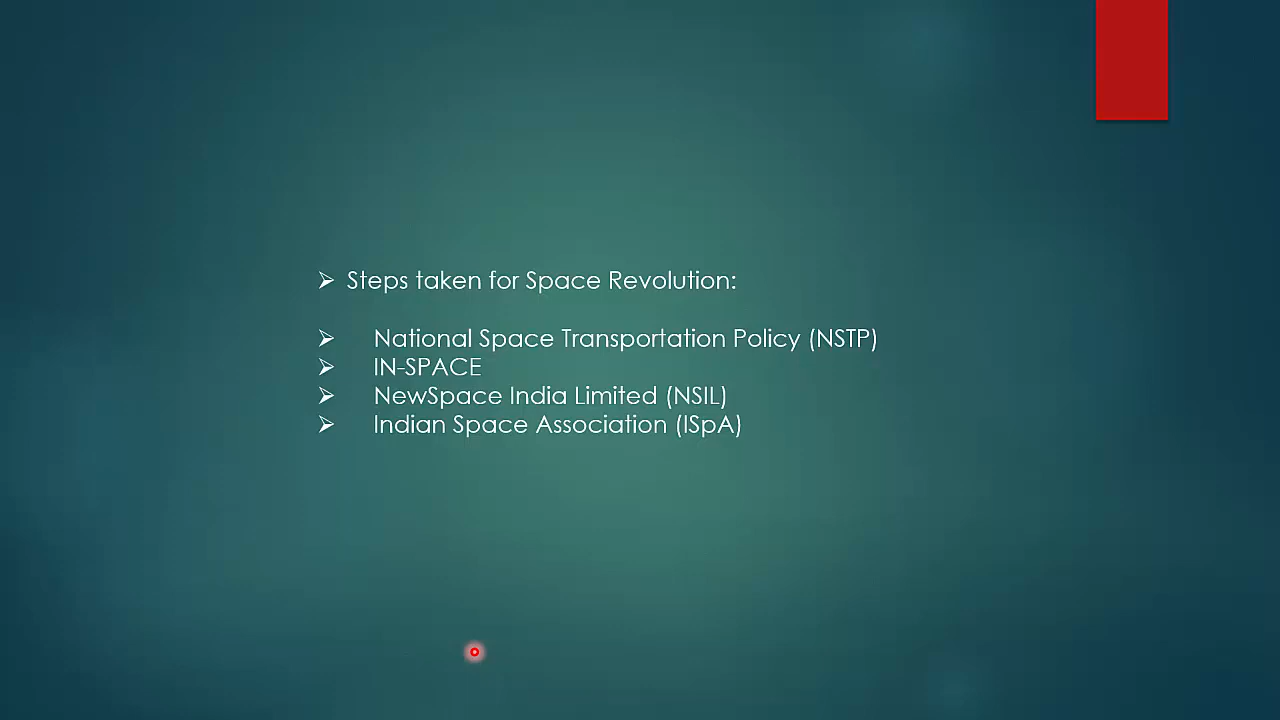 Steps taken for Space Revolution:
National Space Transportation Policy (NSTP)
IN-SPACE
NewSpace India Limited (NSIL)
Indian Space Association (ISpA)